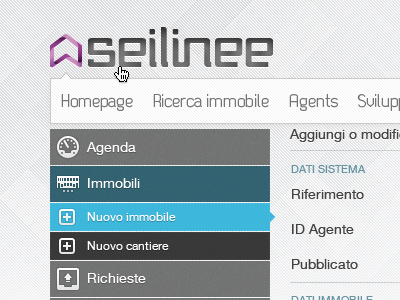 seilinee
Homepage Ricerca immobile Agents Svilupp
Agenda
Immobili
Nuovo immobile
Nuovo cantiere
Richieste
Aggiungi o modifi
DATI SISTEMA
Riferimento
ID Agente
Pubblicato
DATI IMMOBILE